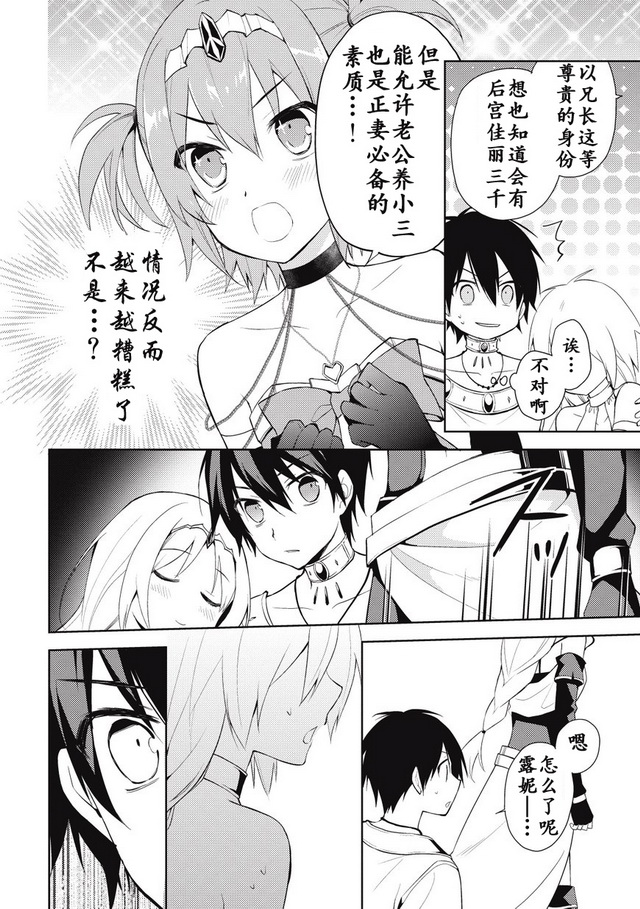 以兄长这等
尊貴的身份
想也知道会有
后宫佳丽三千
诶…
不对啊
但是
能允许老公养小三
也是正妻必备的
素质…！
情况反而
越来越糟糕了
不是…？
嗯
怎么了呢
露妮——…